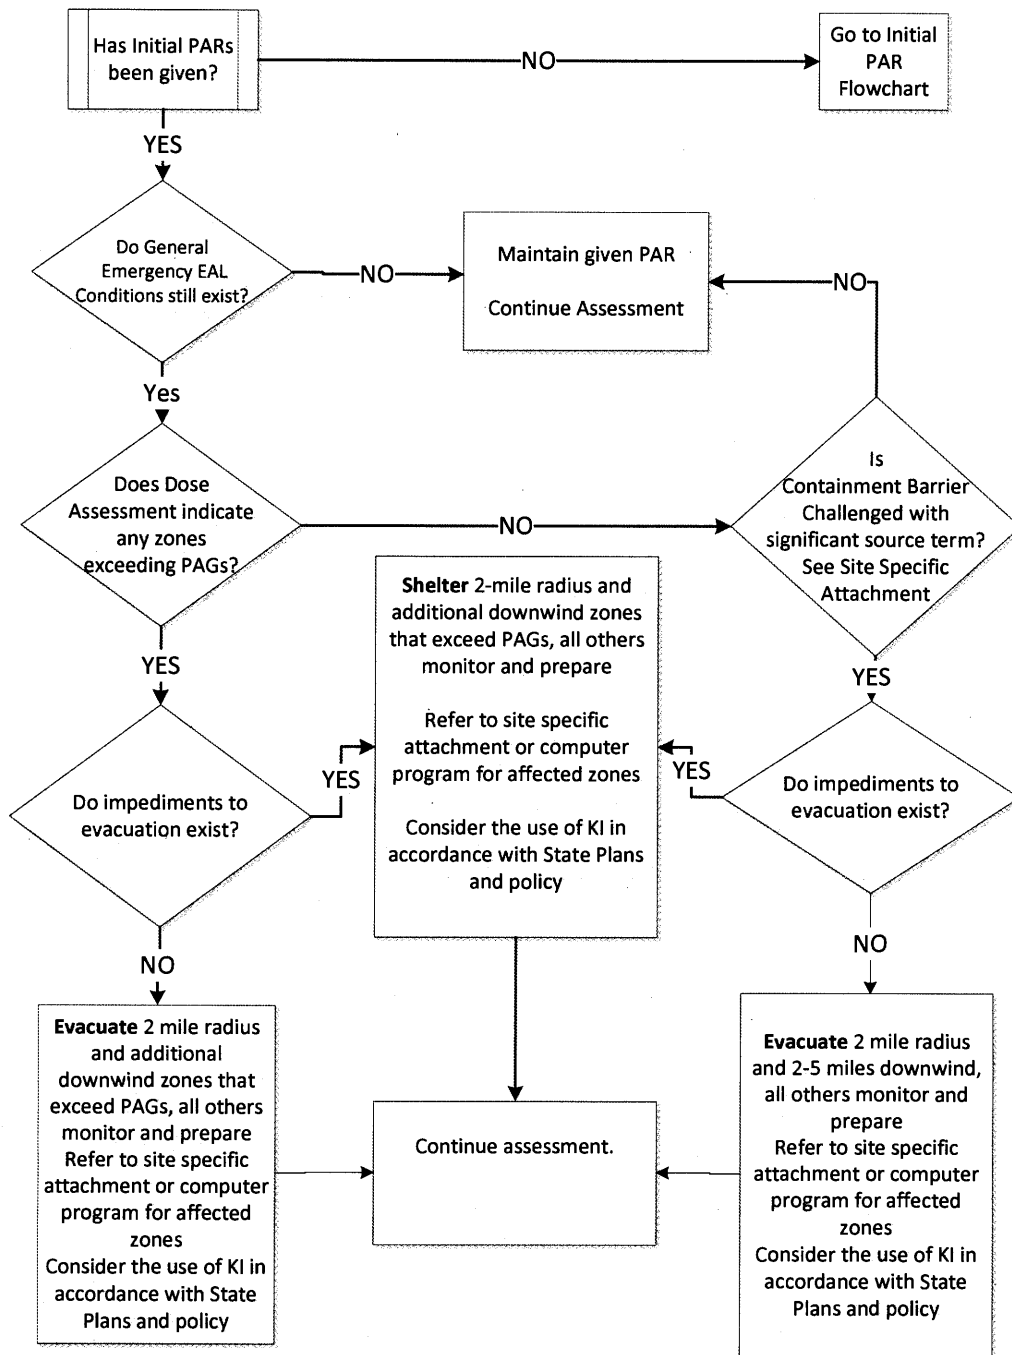 Has Initial PARs
been given?
NO
Go to Initial
PAR
Flowchart
YES
Do General
Emergency EAL
Conditions still exist?
NO
Maintain given PAR
Continue Assessment
NO
Yes
Does Dose
Assessment indicate
any zones
exceeding PAGs?
NO
Is
Containment Barrier
Challenged with
significant source term?
See Site Specific
Attachment
YES
Do impediments to
evacuation exist?
YES
Shelter 2-mile radius and
additional downwind zones
that exceed PAGs, all others
monitor and prepare
Refer to site specific
attachment or computer
program for affected zones
Consider the use of KI in
accordance with State Plans
and policy
YES
YES
Do impediments to
evacuation exist?
NO
Evacuate 2 mile radius
and additional
downwind zones that
exceed PAGs, all others
monitor and prepare
Refer to site specific
attachment or computer
program for affected
zones
Consider the use of KI in
accordance with State
Plans and policy
Continue assessment.
NO
Evacuate 2 mile radius
and 2-5 miles downwind,
all others monitor and
prepare
Refer to site specific
attachment or computer
program for affected
zones
Consider the use of KI in
accordance with State
Plans and policy